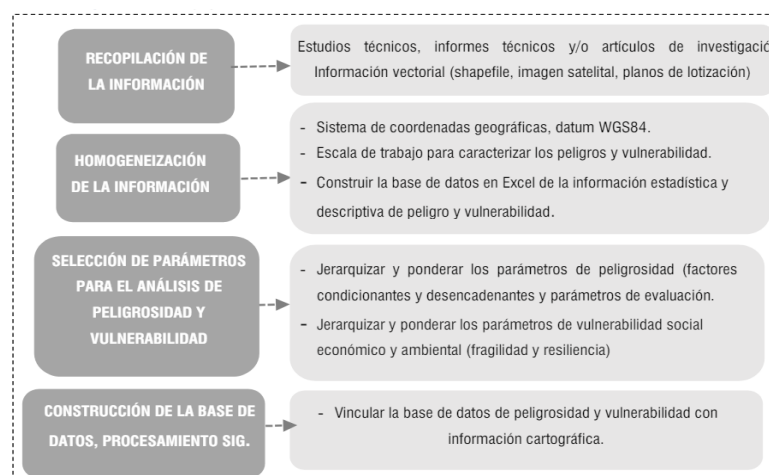 RECOPILACIÓN DE
LA INFORMACIÓN
Estudios técnicos, informes técnicos y/o artículos de investigació
Información vectorial (shapefile, imagen satelital, planos de lotización)
HOMOGENEIZACIÓN
DE LA INFORMACIÓN
- Sistema de coordenadas geográficas, datum WGS84.
- Escala de trabajo para caracterizar los peligros y vulnerabilidad.
- Construir la base de datos en Excel de la información estadística y
descriptiva de peligro y vulnerabilidad.
SELECCIÓN DE PARÁMETROS
PARA EL ANÁLISIS DE
PELIGROSIDAD Y
VULNERABILIDAD
- Jerarquizar y ponderar los parámetros de peligrosidad (factores
condicionantes y desencadenantes y parámetros de evaluación.
- Jerarquizar y ponderar los parámetros de vulnerabilidad social
económico y ambiental (fragilidad y resiliencia)
CONSTRUCCIÓN DE LA BASE DE
DATOS, PROCESAMIENTO SIG.
- Vincular la base de datos de peligrosidad y vulnerabilidad con
información cartográfica.